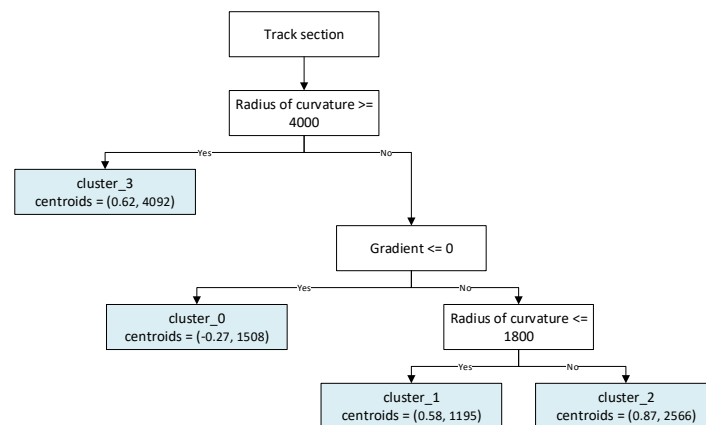 Track section
Radius of curvature >=
4000
Yes
No
cluster_3
centroids = (0.62, 4092)
Gradient <= 0
Yes
No
cluster_0
centroids = (-0.27, 1508)
Radius of curvature <=
1800
Yes
No
cluster_1
centroids = (0.58, 1195)
cluster_2
centroids = (0.87, 2566)